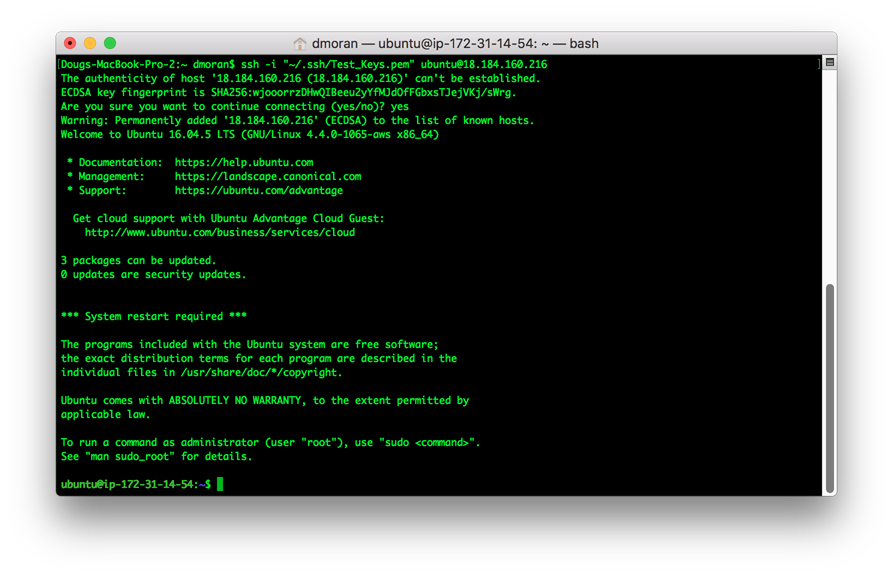 dmoran — ubuntu@ip-172-31-14-54: ~ — bash
[Dougs-MacBook-Pro-2:~ dmoran$ ssh -i "~/.ssh/Test_Keys.pem" ubuntu@18.184.160.216 ]
The authenticity of host '18.184.160.216 (18.184.160.216)' can't be established.
ECDSA key fingerprint is SHA256:wjooorrzDHwQIBeeu2yYfMJdOfFGbxsTJejVKj/sWrg.
Are you sure you want to continue connecting (yes/no)? yes
Warning: Permanently added '18.184.160.216' (ECDSA) to the list of known hosts.
Welcome to Ubuntu 16.04.5 LTS (GNU/Linux 4.4.0-1065-aws x86_64)
* Documentation:  https://help.ubuntu.com
* Management:     https://landscape.canonical.com
* Support:        https://ubuntu.com/advantage
Get cloud support with Ubuntu Advantage Cloud Guest:
http://www.ubuntu.com/business/services/cloud
3 packages can be updated.
0 updates are security updates.
*** System restart required ***
The programs included with the Ubuntu system are free software;
the exact distribution terms for each program are described in the
individual files in /usr/share/doc/*/copyright.
Ubuntu comes with ABSOLUTELY NO WARRANTY, to the extent permitted by
applicable law.
To run a command as administrator (user "root"), use "sudo <command>".
See "man sudo_root" for details.
ubuntu@ip-172-31-14-54:~$